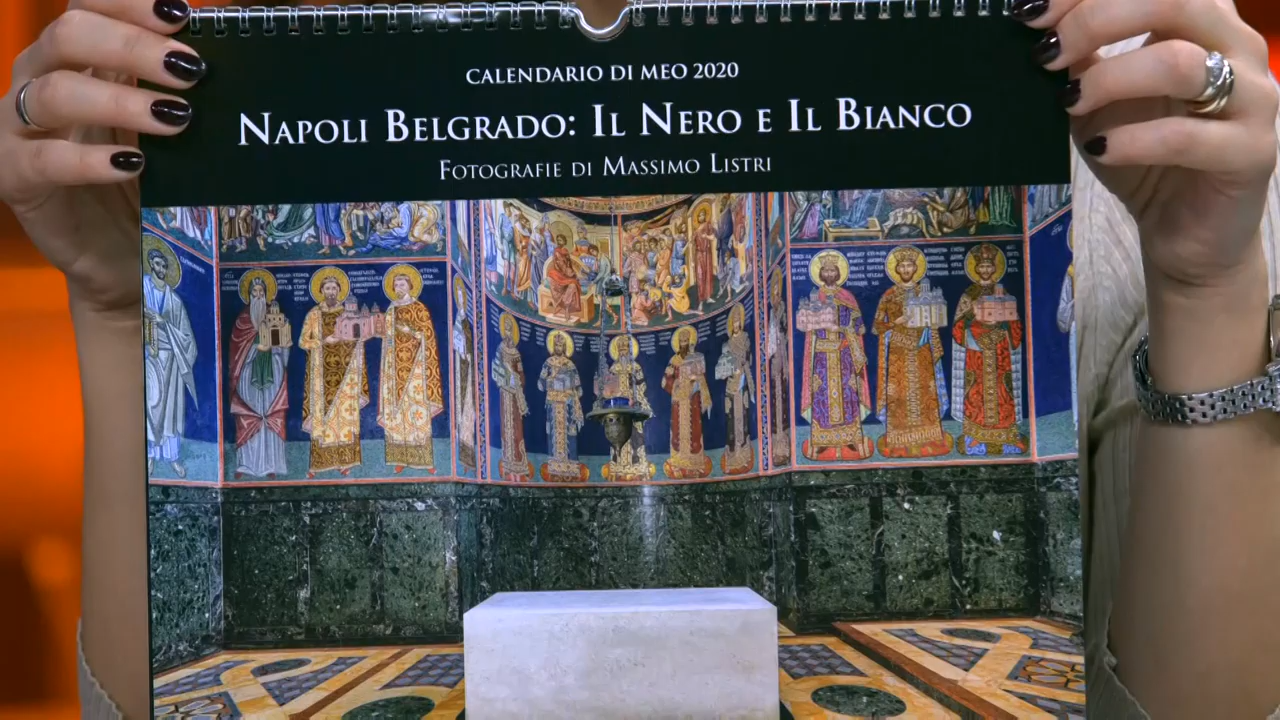 CALENDARIO DI MEO 2020
NAPOLI BELGRADO: IL NERO E IL BIANCO
FOTOGRAFIE DI MASSIMO LISTRI